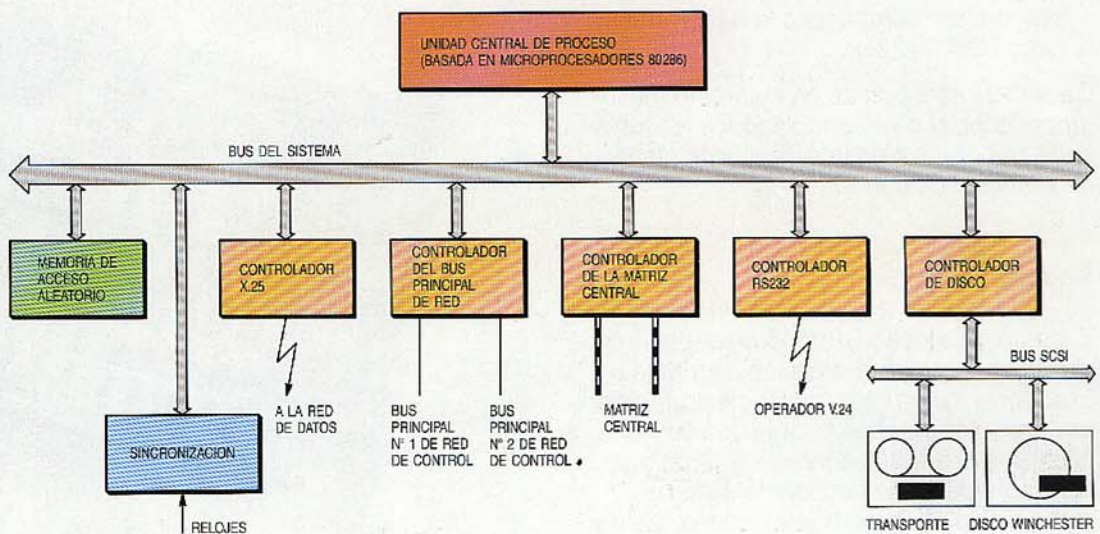 UNIDAD CENTRAL DE PROCESO
(BASADA EN MICROPROCESADORES 80286)
BUS DEL SISTEMA
MEMORIA DE
ACCESO
ALEATORIO
CONTROLADOR
X.25
CONTROLADOR
DEL BUS
PRINCIPAL
DE RED
CONTROLADOR
DE LA MATRIZ
CENTRAL
CONTROLADOR
RS232
CONTROLADOR
DE DISCO
BUS SCSI
A LA RED
DE DATOS
BUS
PRINCIPAL
N° 1 DE RED
DE CONTROL
BUS
PRINCIPAL
N° 2 DE RED
DE CONTROL
MATRIZ
CENTRAL
OPERADOR V.24
SINCRONIZACION
RELOJES
TRANSPORTE
DISCO WINCHESTER